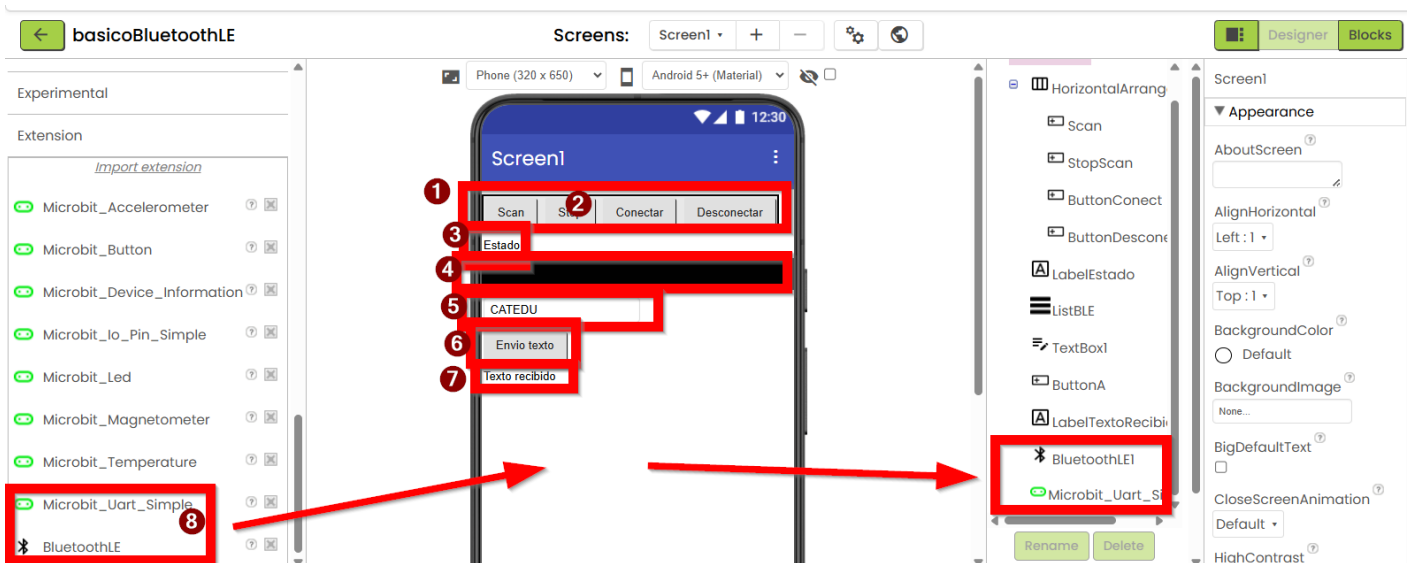 basicoBluetoothLE
Screens: Screen1 + −
Designer Blocks
Experimental
Extension
Import extension
Microbit_Accelerometer
Microbit_Button
Microbit_Device_Information
Microbit_Io_Pin_Simple
Microbit_Led
Microbit_Magnetometer
Microbit_Temperature
Microbit_Uart_Simple
8
BluetoothLE
Phone (320 x 650) Android 5+ (Material)
12:30
Screen1
1
2
Scan Stop Conectar Desconectar
3
Estado
4
5
CATEDU
6
Envio texto
7
Texto recibido
HorizontalArrang
Scan
StopScan
ButtonConect
ButtonDescone
LabelEstado
ListBLE
TextBox1
ButtonA
LabelTextoRecibi
BluetoothLE1
Microbit_Uart_Si
Rename Delete
Screen1
Appearance
AboutScreen
AlignHorizontal
Left : 1
AlignVertical
Top : 1
BackgroundColor
Default
BackgroundImage
None...
BigDefaultText
CloseScreenAnimation
Default
HighContrast